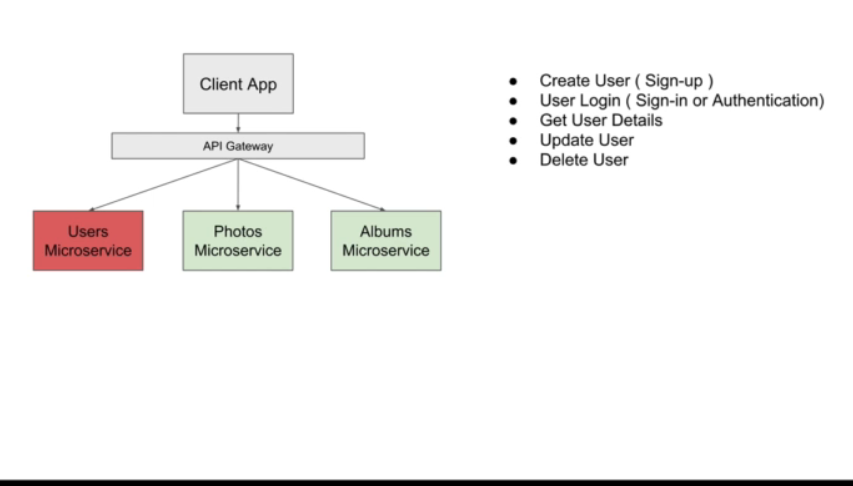 Client App
API Gateway
Users
Microservice
Photos
Microservice
Albums
Microservice
● Create User ( Sign-up )
● User Login ( Sign-in or Authentication)
● Get User Details
● Update User
● Delete User